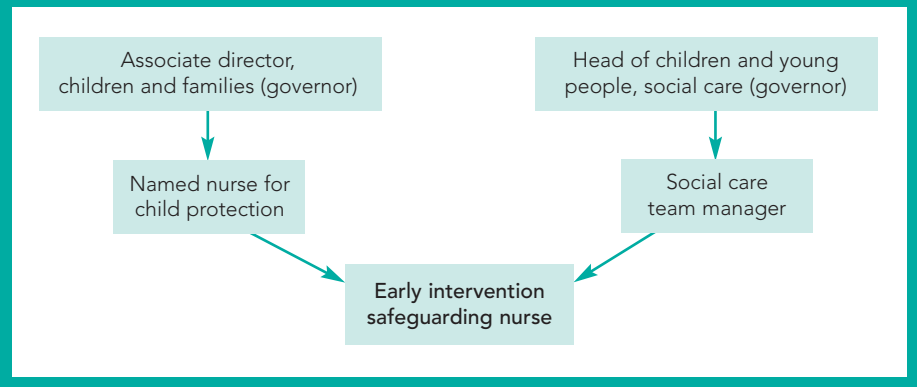 Associate director,
children and families (governor)
Head of children and young
people, social care (governor)
Named nurse for
child protection
Social care
team manager
Early intervention
safeguarding nurse